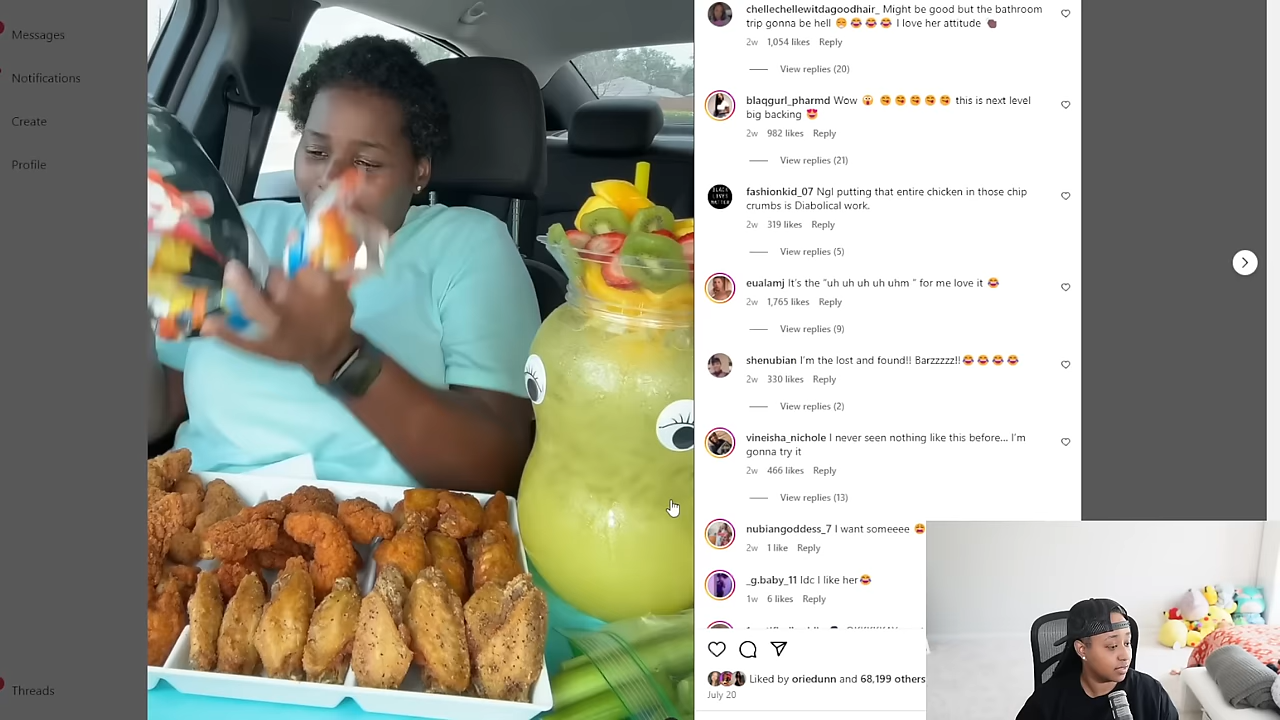 Messages
Notifications
Create
Profile
Threads
chellechellewitdagoodhair_ Might be good but the bathroom
trip gonna be hell 😁😂😂😂 I love her attitude
2w 1,054 likes Reply
View replies (20)
blaqgurl_pharmd Wow 😱 🥰🥰🥰🥰🥰 this is next level
big backing 😍
2w 982 likes Reply
View replies (21)
fashionkid_07 Ngl putting that entire chicken in those chip
crumbs is Diabolical work.
2w 319 likes Reply
View replies (5)
eualamj It's the "uh uh uh uh uhm " for me love it 😂
2w 1,765 likes Reply
View replies (9)
shenubian I'm the lost and found!! Barzzzzz!!😂😂😂😂
2w 330 likes Reply
View replies (2)
vineisha_nichole I never seen nothing like this before... I'm
gonna try it
2w 466 likes Reply
View replies (13)
nubiangoddess_7 I want someeee 🤩
2w 1 like Reply
_g.baby_11 Idc I like her😂
1w 6 likes Reply
Liked by oriedunn and 68,199 others
July 20